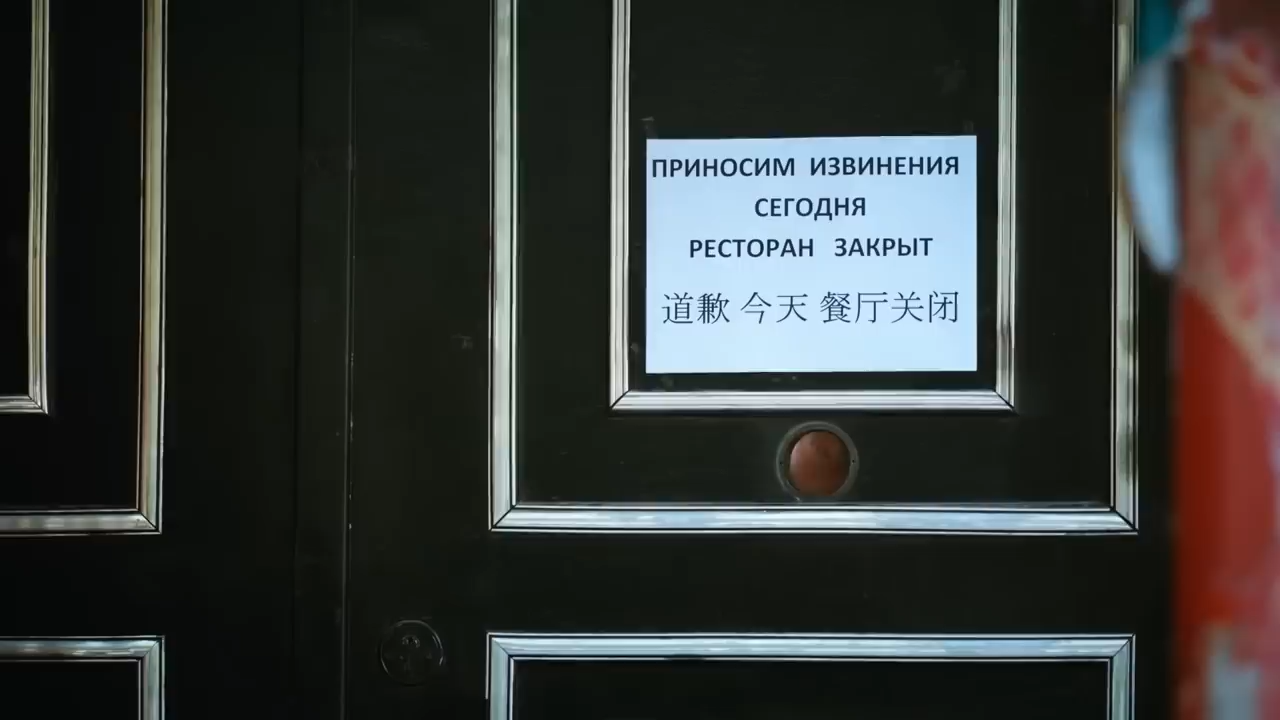 ПРИНОСИМ ИЗВИНЕНИЯ
СЕГОДНЯ
РЕСТОРАН ЗАКРЫТ
道歉 今天 餐厅关闭